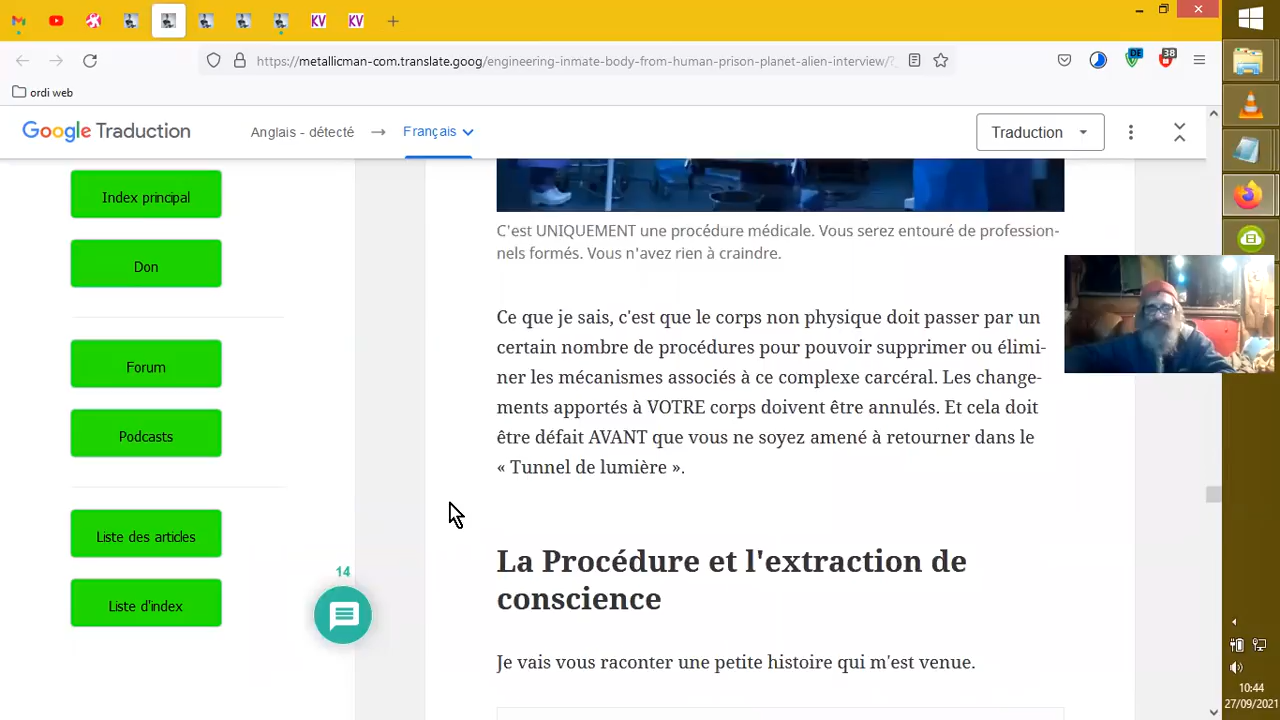 KV
KV
https://metallicman-com.translate.goog/engineering-inmate-body-from-human-prison-planet-alien-interview/?
DE
38
ordi web
Google Traduction
Anglais - détecté
Français
Traduction
Index principal
Don
Forum
Podcasts
Liste des articles
Liste d'index
14
C'est UNIQUEMENT une procédure médicale. Vous serez entouré de profession-
nels formés. Vous n'avez rien à craindre.
Ce que je sais, c'est que le corps non physique doit passer par un
certain nombre de procédures pour pouvoir supprimer ou élimi-
ner les mécanismes associés à ce complexe carcéral. Les change-
ments apportés à VOTRE corps doivent être annulés. Et cela doit
être défait AVANT que vous ne soyez amené à retourner dans le
« Tunnel de lumière ».
La Procédure et l'extraction de
conscience
Je vais vous raconter une petite histoire qui m'est venue.
10:44
27/09/2021